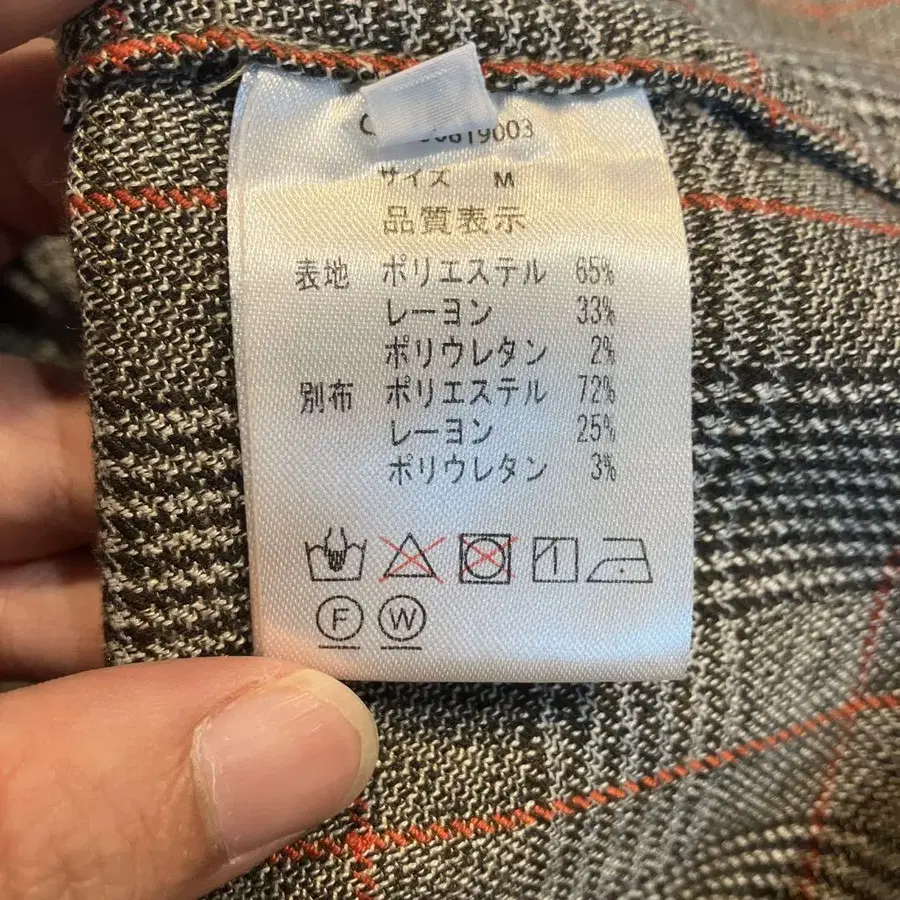 619003
サイズ M
品質表示
表地 ポリエステル 65%
レーヨン 33%
ポリウレタン 2%
別布 ポリエステル 72%
レーヨン 25%
ポリウレタン 3%
F W